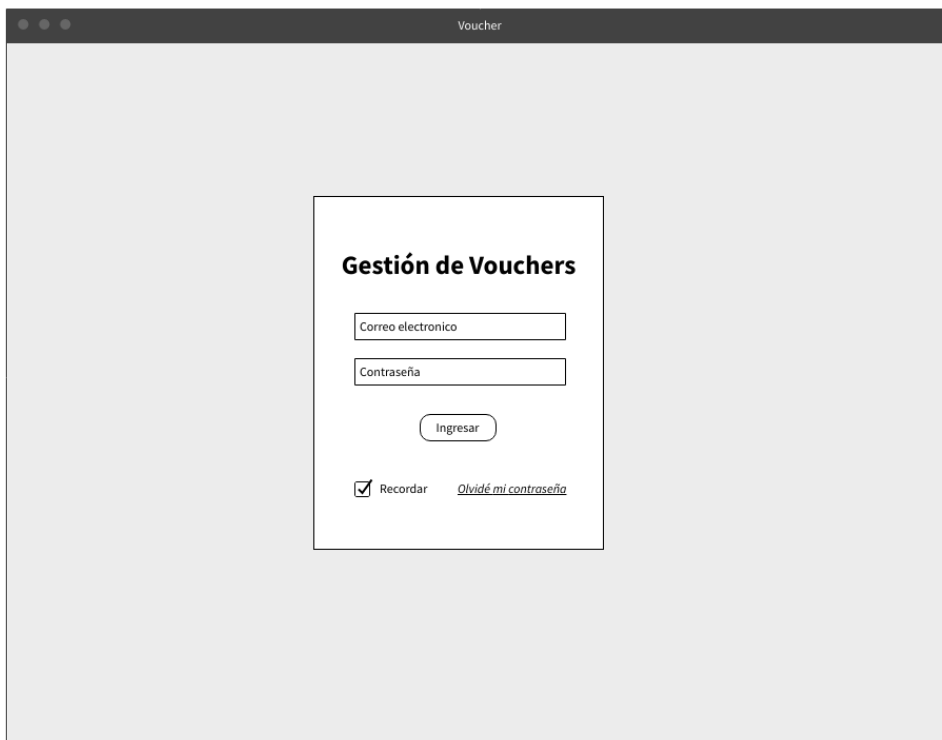 Voucher
Gestión de Vouchers
Correo electronico
Contraseña
Ingresar
Recordar Olvidé mi contraseña